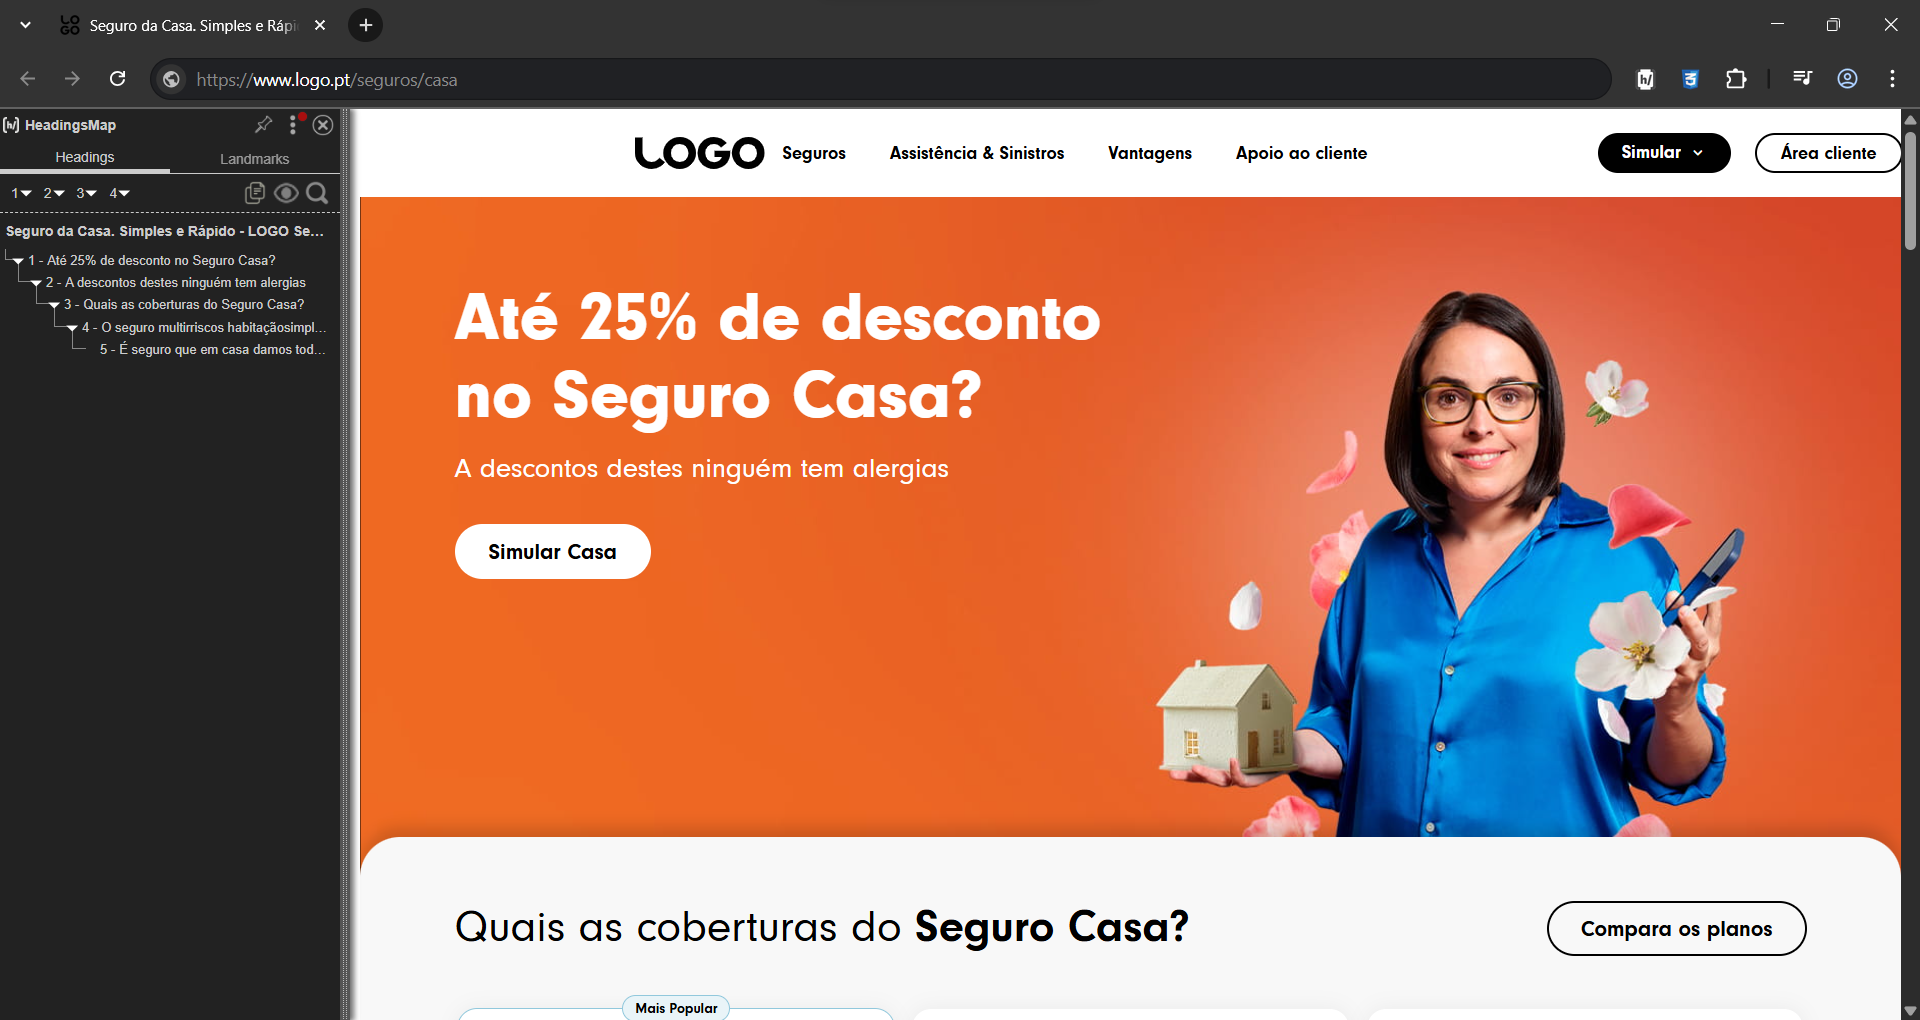 LO
GO
Seguro da Casa. Simples e Rápi
https://www.logo.pt/seguros/casa
HeadingsMap
Headings
Landmarks
1 2 3 4
Seguro da Casa. Simples e Rápido - LOGO Se...
1 - Até 25% de desconto no Seguro Casa?
2 - A descontos destes ninguém tem alergias
3 - Quais as coberturas do Seguro Casa?
4 - O seguro multirriscos habitaçãosimpl...
5 - É seguro que em casa damos tod...
LOGO
Seguros
Assistência & Sinistros
Vantagens
Apoio ao cliente
Simular
Área cliente
Até 25% de desconto
no Seguro Casa?
A descontos destes ninguém tem alergias
Simular Casa
Quais as coberturas do Seguro Casa?
Compara os planos
Mais Popular